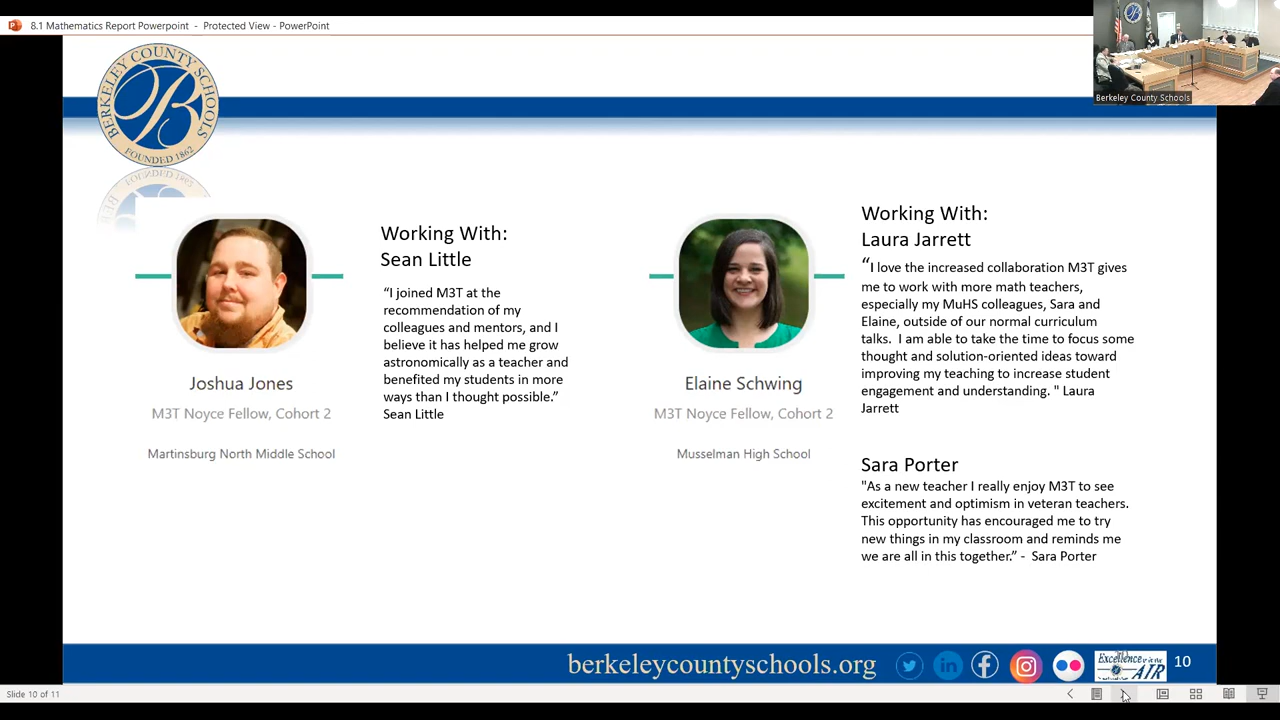 8.1 Mathematics Report Powerpoint - Protected View - PowerPoint
Berkeley County Schools
BERKELEY COUNTY SCHOOLS
B
FOUNDED 1862
Working With:
Sean Little
“I joined M3T at the
recommendation of my
colleagues and mentors, and I
believe it has helped me grow
astronomically as a teacher and
benefited my students in more
ways than I thought possible.”
Sean Little
Joshua Jones
M3T Noyce Fellow, Cohort 2
Martinsburg North Middle School
Elaine Schwing
M3T Noyce Fellow, Cohort 2
Musselman High School
Working With:
Laura Jarrett
“I love the increased collaboration M3T gives
me to work with more math teachers,
especially my MuHS colleagues, Sara and
Elaine, outside of our normal curriculum
talks. I am able to take the time to focus some
thought and solution-oriented ideas toward
improving my teaching to increase student
engagement and understanding. " Laura
Jarrett
Sara Porter
"As a new teacher I really enjoy M3T to see
excitement and optimism in veteran teachers.
This opportunity has encouraged me to try
new things in my classroom and reminds me
we are all in this together.” - Sara Porter
berkeleycountyschools.org
Excellence is in the
AIR
10
Slide 10 of 11